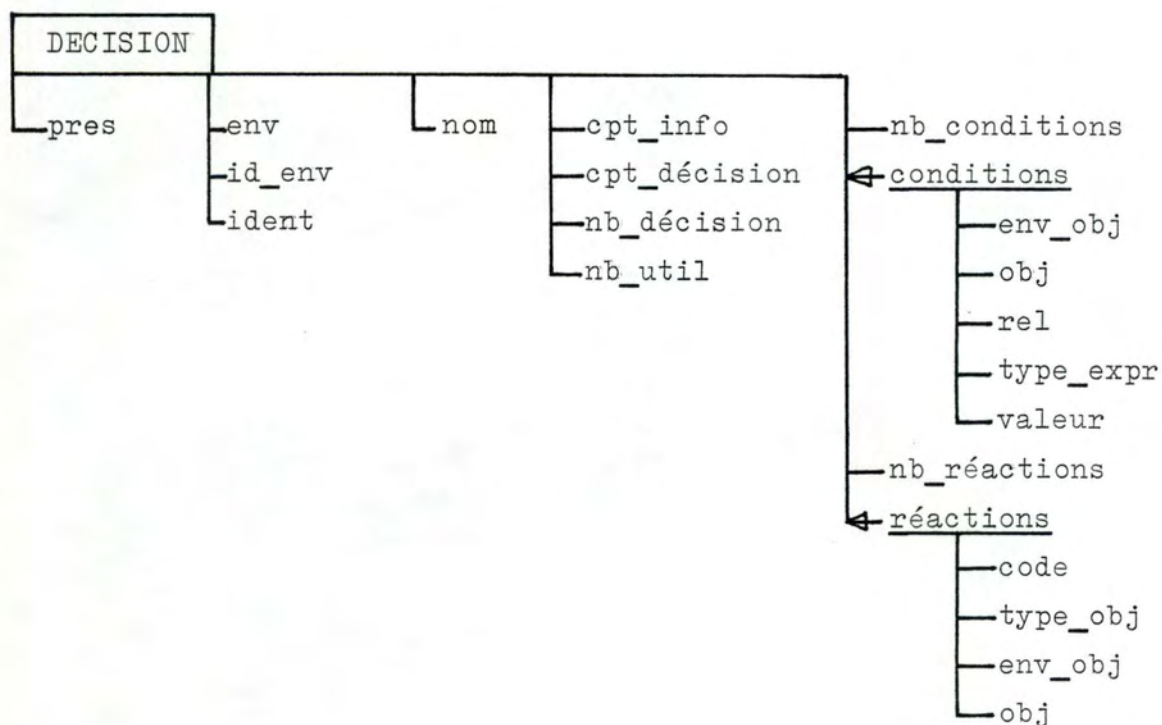 DECISION
pres env nom cpt_info nb_conditions
id_env cpt_décision conditions
ident nb_décision env_obj
nb_util obj
rel
type_expr
valeur
nb_réactions
réactions
code
type_obj
env_obj
obj